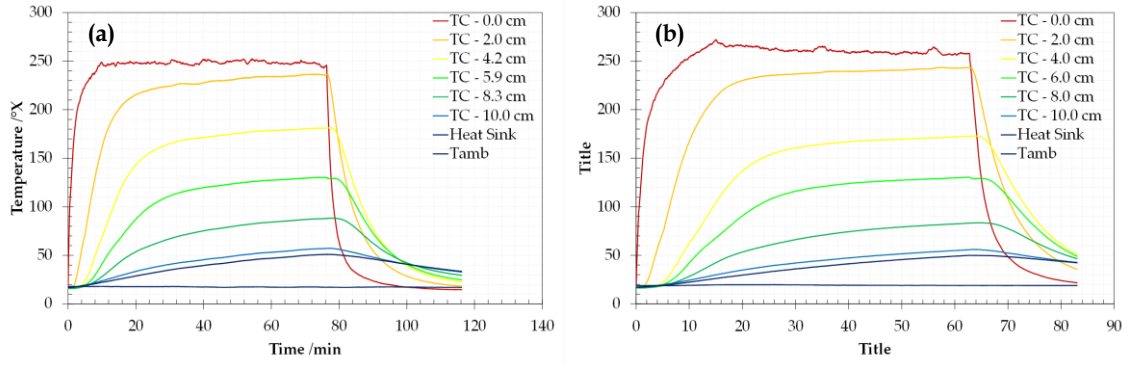 (a)
TC - 0.0 cm
TC - 2.0 cm
TC - 4.2 cm
TC - 5.9 cm
TC - 8.3 cm
TC - 10.0 cm
Heat Sink
Tamb
Temperature /°X
300
250
200
150
100
50
0
0 20 40 60 80 100 120 140
Time /min
(b)
TC - 0.0 cm
TC - 2.0 cm
TC - 4.0 cm
TC - 6.0 cm
TC - 8.0 cm
TC - 10.0 cm
Heat Sink
Tamb
Title
300
250
200
150
100
50
0
0 10 20 30 40 50 60 70 80 90
Title